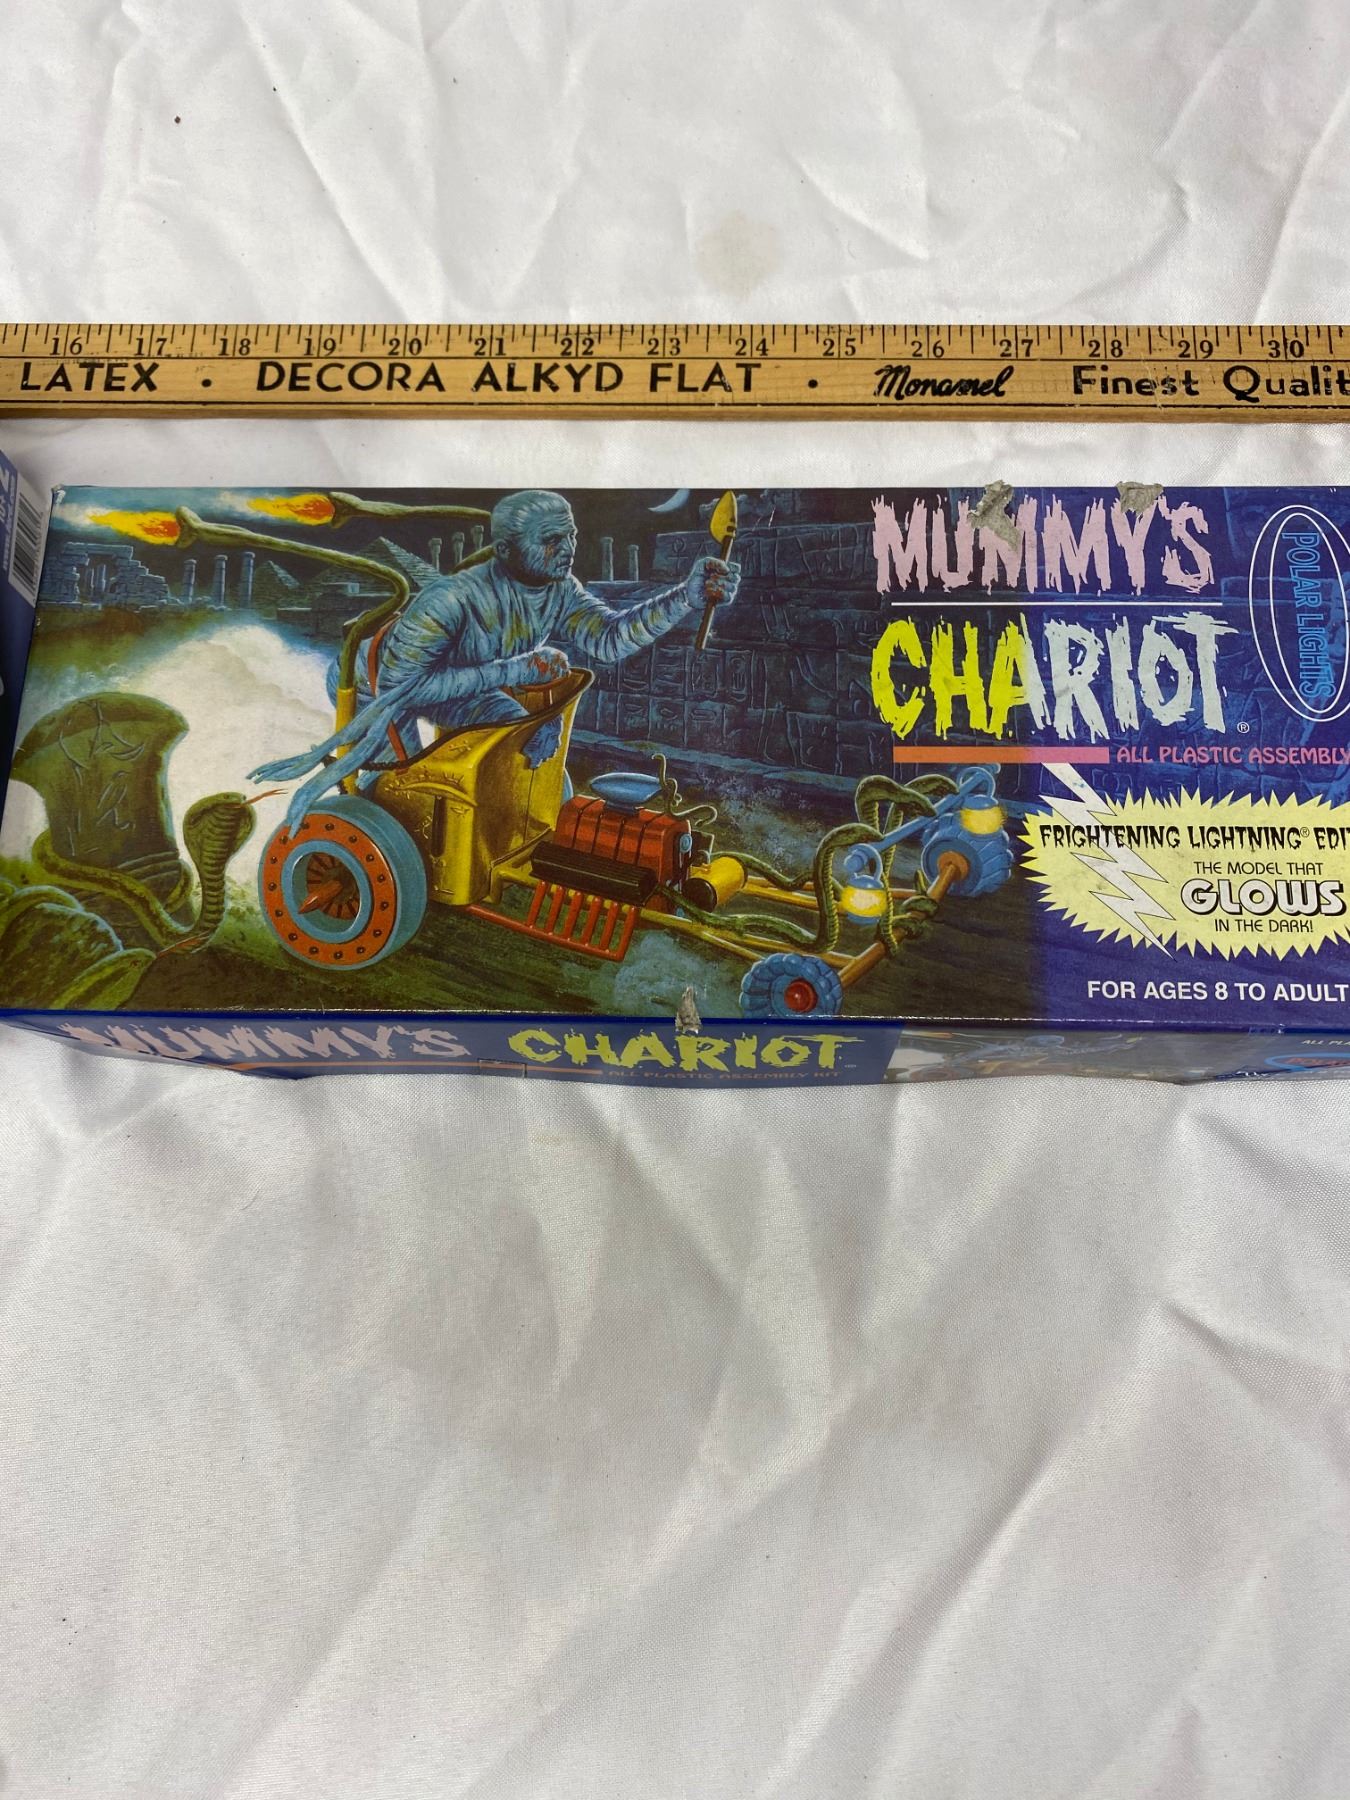 16 17 18 19 20 21 22 23 24 25 26 27 28 29 30
LATEX · DECORA ALKYD FLAT · Monamel Finest Qualit
MUMMY'S
CHARIOT®
POLAR LIGHTS
ALL PLASTIC ASSEMBLY
FRIGHTENING LIGHTNING® EDI
THE MODEL THAT
GLOWS
IN THE DARK!
FOR AGES 8 TO ADULT
MUMMY'S CHARIOT®
ALL PLASTIC ASSEMBLY KIT